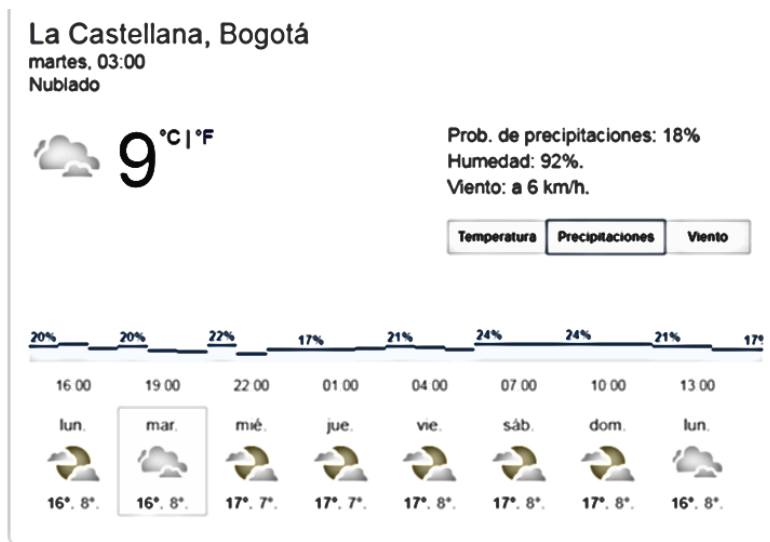 La Castellana, Bogotá
martes, 03:00
Nublado
9 °C | °F
Prob. de precipitaciones: 18%
Humedad: 92%.
Viento: a 6 km/h.
Temperatura Precipitaciones Viento
20% 20% 22% 17% 21% 24% 24% 21% 17%
16 00 19 00 22 00 01 00 04 00 07 00 10 00 13 00
lun. mar. mié. jue. vie. sáb. dom. lun.
16°. 8°. 16°. 8°. 17°. 7°. 17°. 7°. 17°. 8°. 17°. 8°. 17°. 8°. 16°. 8°.